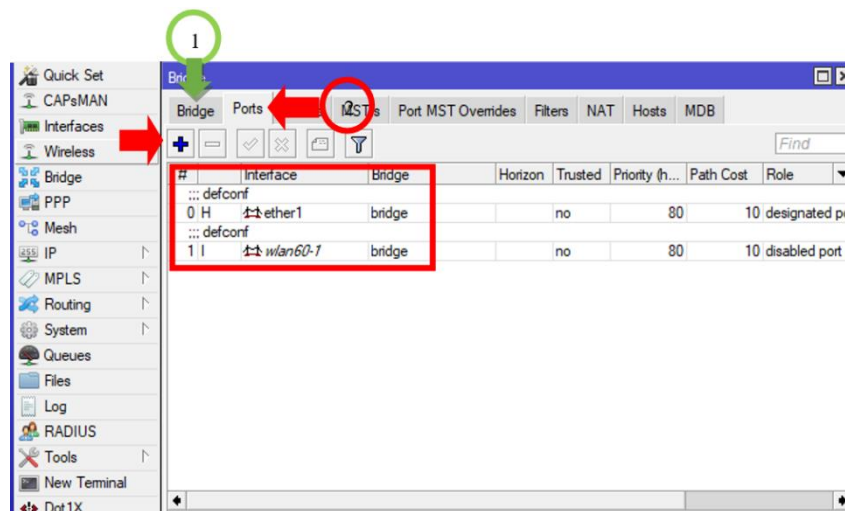 1
Quick Set
CAPsMAN
Interfaces
Wireless
Bridge
PPP
Mesh
IP
MPLS
Routing
System
Queues
Files
Log
RADIUS
Tools
New Terminal
Dot1X
Bridge Ports 2 Port MST Overrides Filters NAT Hosts MDB
Find
# Interface Bridge Horizon Trusted Priority (h... Path Cost Role
;;; defconf
0 H ether1 bridge no 80 10 designated po
;;; defconf
1 I wlan60-1 bridge no 80 10 disabled port